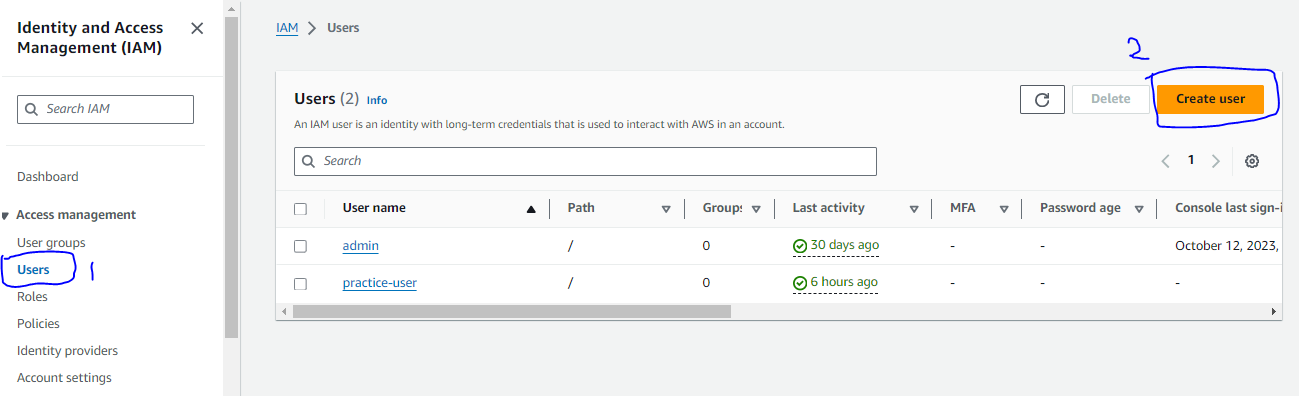 Identity and Access
Management (IAM)
Search IAM
Dashboard
Access management
User groups
Users 1
Roles
Policies
Identity providers
Account settings
IAM > Users
2
Users (2) Info
Delete
Create user
An IAM user is an identity with long-term credentials that is used to interact with AWS in an account.
Search
1
User name Path Groups Last activity MFA Password age Console last sign-i
admin / 0 30 days ago - - October 12, 2023,
practice-user / 0 6 hours ago - - -